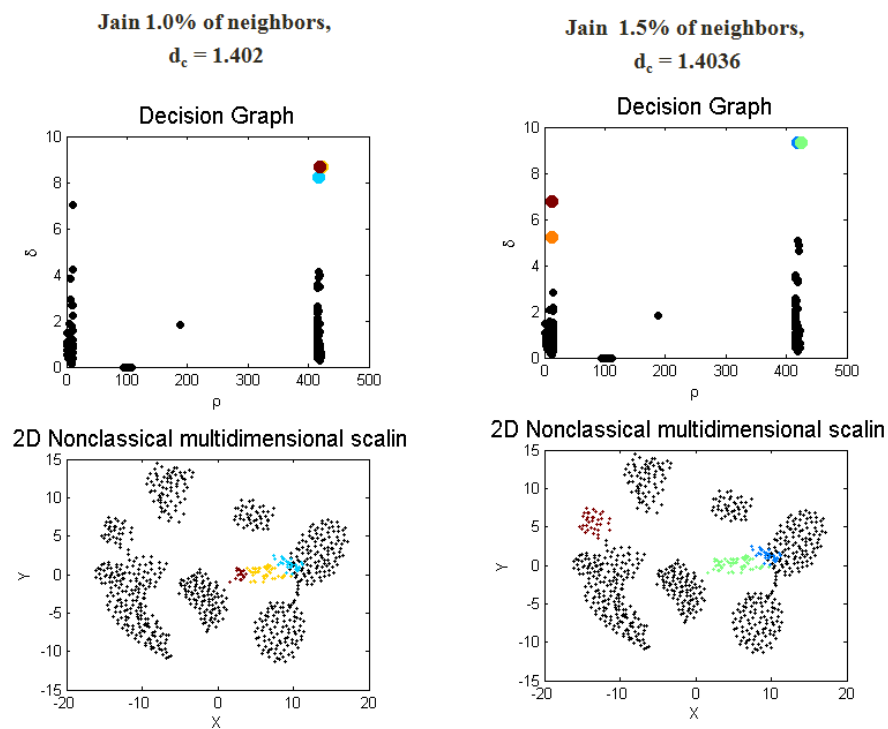 Jain 1.0% of neighbors,
d_c = 1.402
Decision Graph
10
8
6
4
2
0
δ
0 100 200 300 400 500
ρ
2D Nonclassical multidimensional scalin
15
10
5
0
-5
-10
-15
Y
-20 -10 0 10 20
X
Jain 1.5% of neighbors,
d_c = 1.4036
Decision Graph
10
8
6
4
2
0
δ
0 100 200 300 400 500
ρ
2D Nonclassical multidimensional scalin
15
10
5
0
-5
-10
-15
Y
-20 -10 0 10 20
X